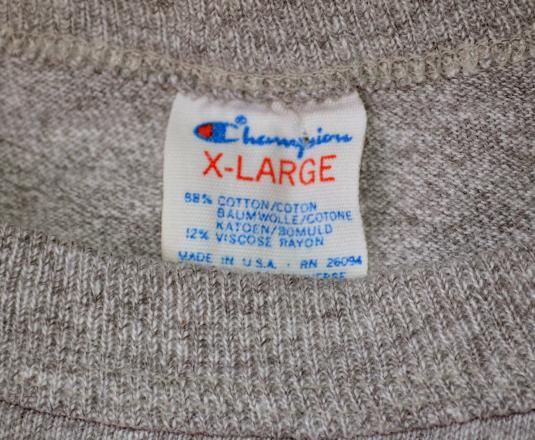 Champion
X-LARGE
88% COTTON/COTON
BAUMWOLLE/COTONE
KATOEN/BOMULD
12% VISCOSE RAYON
MADE IN U.S.A. · RN 26094